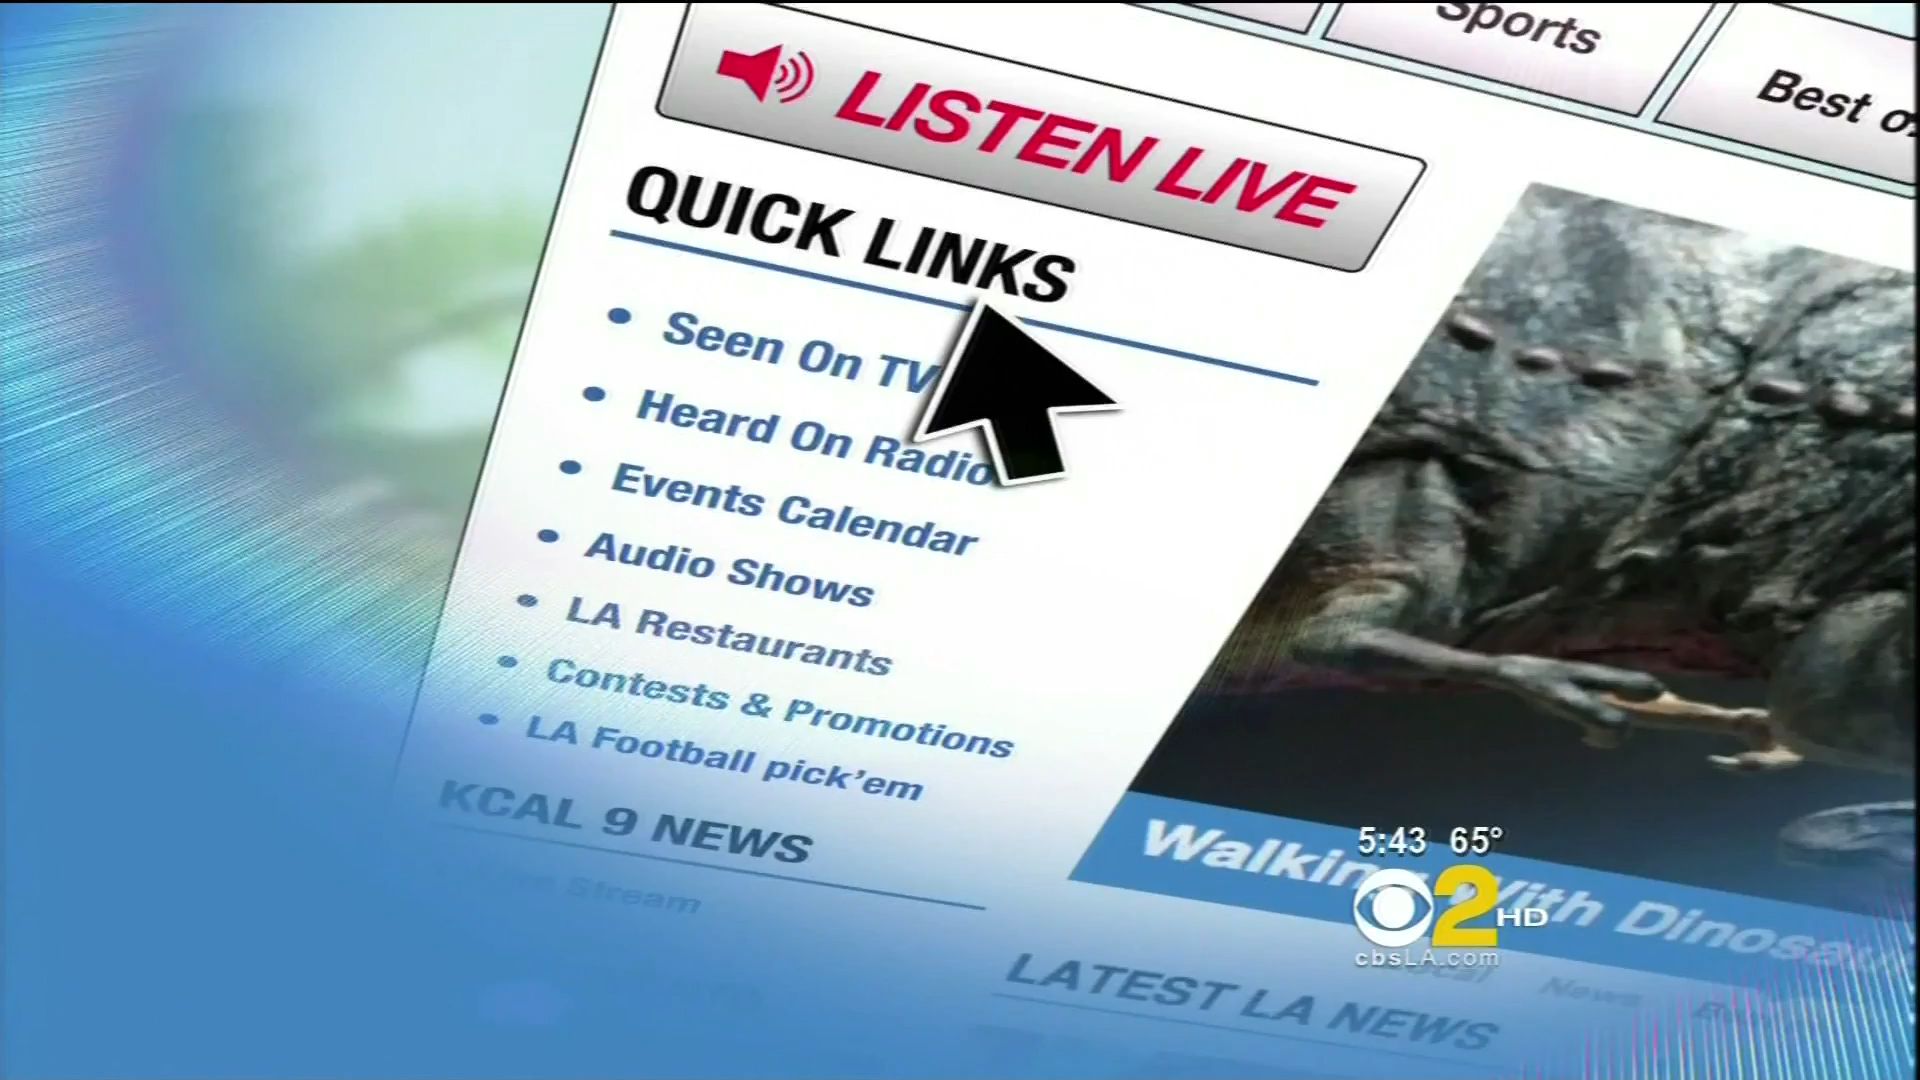 Sports
Best
LISTEN LIVE
QUICK LINKS
• Seen On TV
• Heard On Radio
• Events Calendar
• Audio Shows
• LA Restaurants
• Contests & Promotions
• LA Football pick'em
KCAL 9 NEWS
Stream
Walking With Dinosa
LATEST LA NEWS
News
5:43 65°
2 HD
cbsLA.com